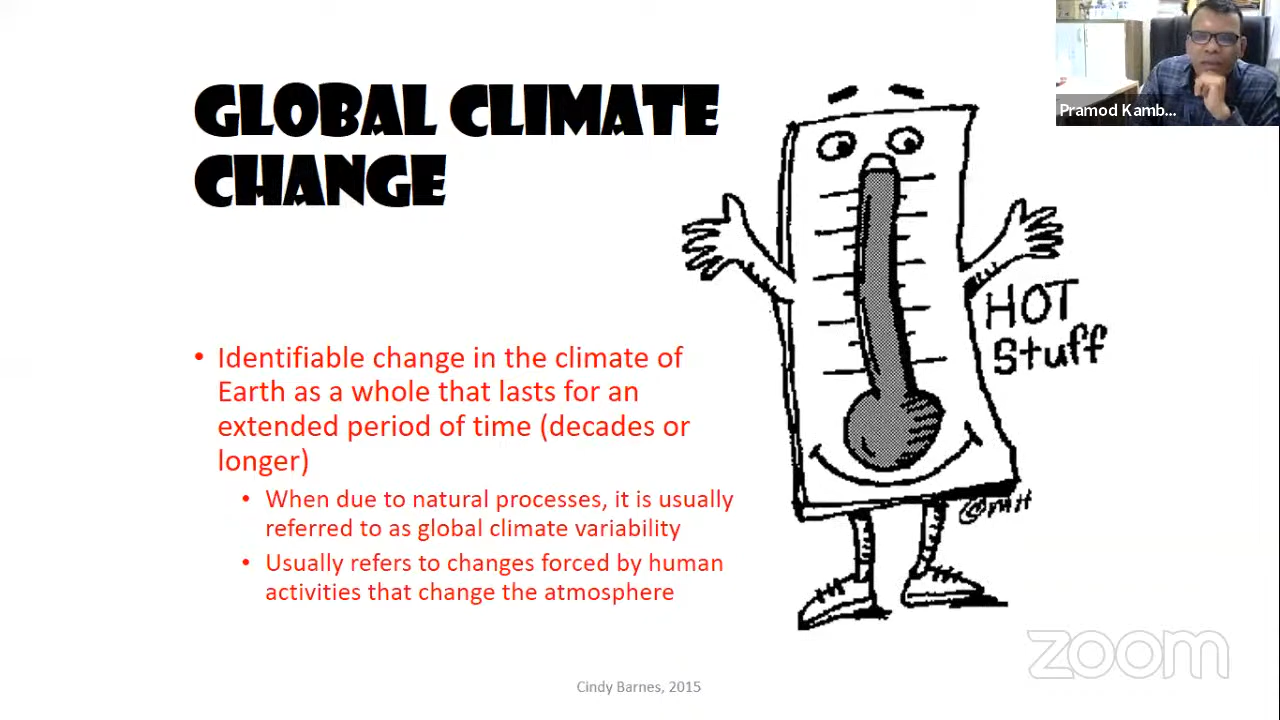 GLOBAL CLIMATE
CHANGE
• Identifiable change in the climate of
Earth as a whole that lasts for an
extended period of time (decades or
longer)
• When due to natural processes, it is usually
referred to as global climate variability
• Usually refers to changes forced by human
activities that change the atmosphere
HOT
Stuff
Cindy Barnes, 2015
Pramod Kamb...
zoom